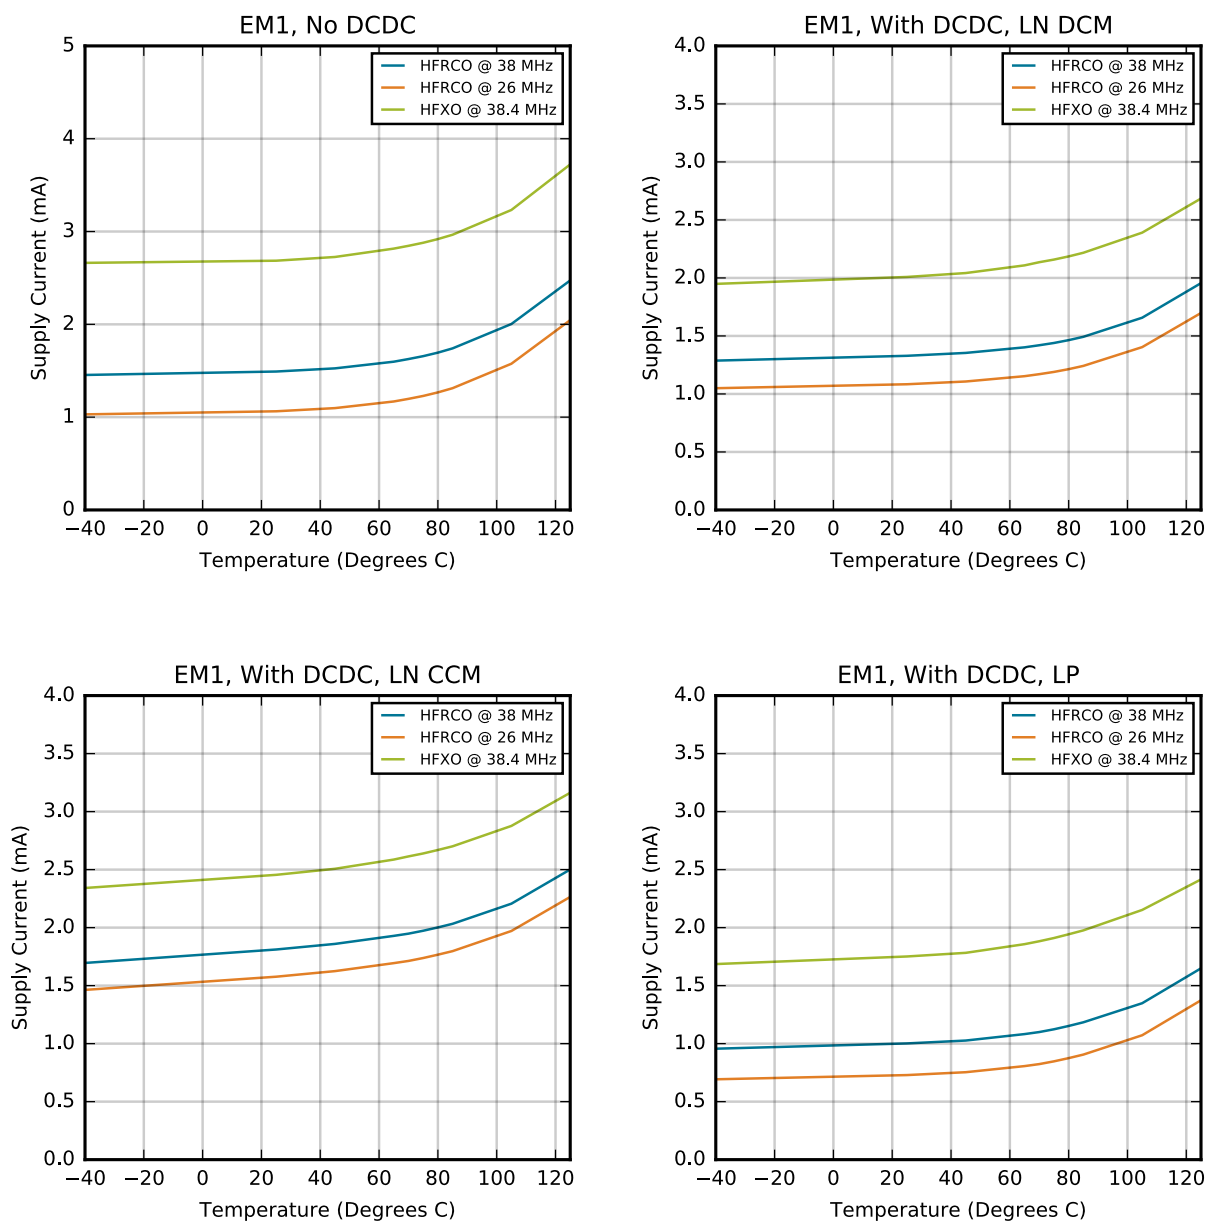 EM1, No DCDC
HFRCO @ 38 MHz
HFRCO @ 26 MHz
HFXO @ 38.4 MHz
5
4
3
2
1
0
Supply Current (mA)
−40 −20 0 20 40 60 80 100 120
Temperature (Degrees C)
EM1, With DCDC, LN DCM
HFRCO @ 38 MHz
HFRCO @ 26 MHz
HFXO @ 38.4 MHz
4.0
3.5
3.0
2.5
2.0
1.5
1.0
0.5
0.0
Supply Current (mA)
−40 −20 0 20 40 60 80 100 120
Temperature (Degrees C)
EM1, With DCDC, LN CCM
HFRCO @ 38 MHz
HFRCO @ 26 MHz
HFXO @ 38.4 MHz
4.0
3.5
3.0
2.5
2.0
1.5
1.0
0.5
0.0
Supply Current (mA)
−40 −20 0 20 40 60 80 100 120
Temperature (Degrees C)
EM1, With DCDC, LP
HFRCO @ 38 MHz
HFRCO @ 26 MHz
HFXO @ 38.4 MHz
4.0
3.5
3.0
2.5
2.0
1.5
1.0
0.5
0.0
Supply Current (mA)
−40 −20 0 20 40 60 80 100 120
Temperature (Degrees C)